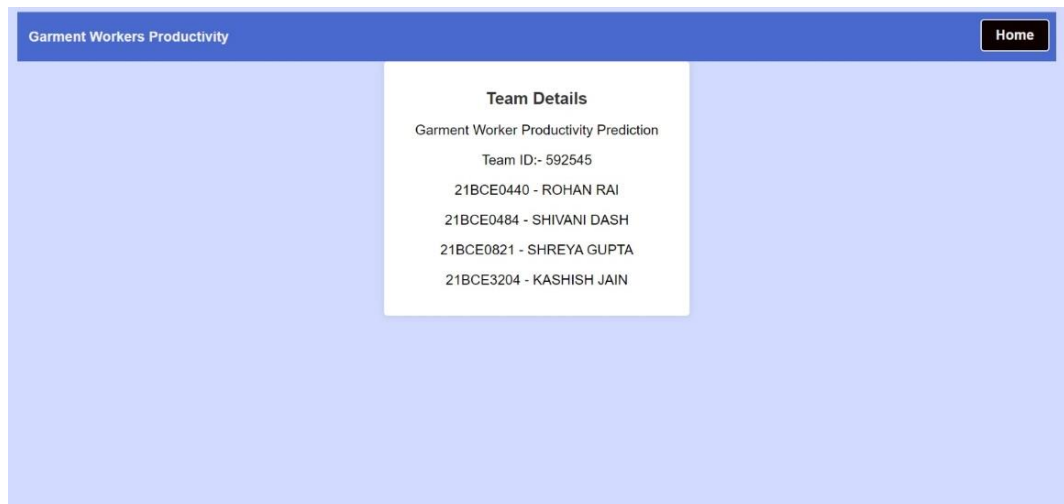 Garment Workers Productivity
Home
Team Details
Garment Worker Productivity Prediction
Team ID:- 592545
21BCE0440 - ROHAN RAI
21BCE0484 - SHIVANI DASH
21BCE0821 - SHREYA GUPTA
21BCE3204 - KASHISH JAIN